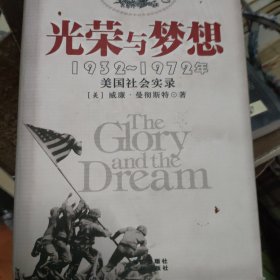 光荣与梦想
1932~1972年
美国社会实录
[美] 威廉·曼彻斯特◎著
The
Glory
and the
Dream